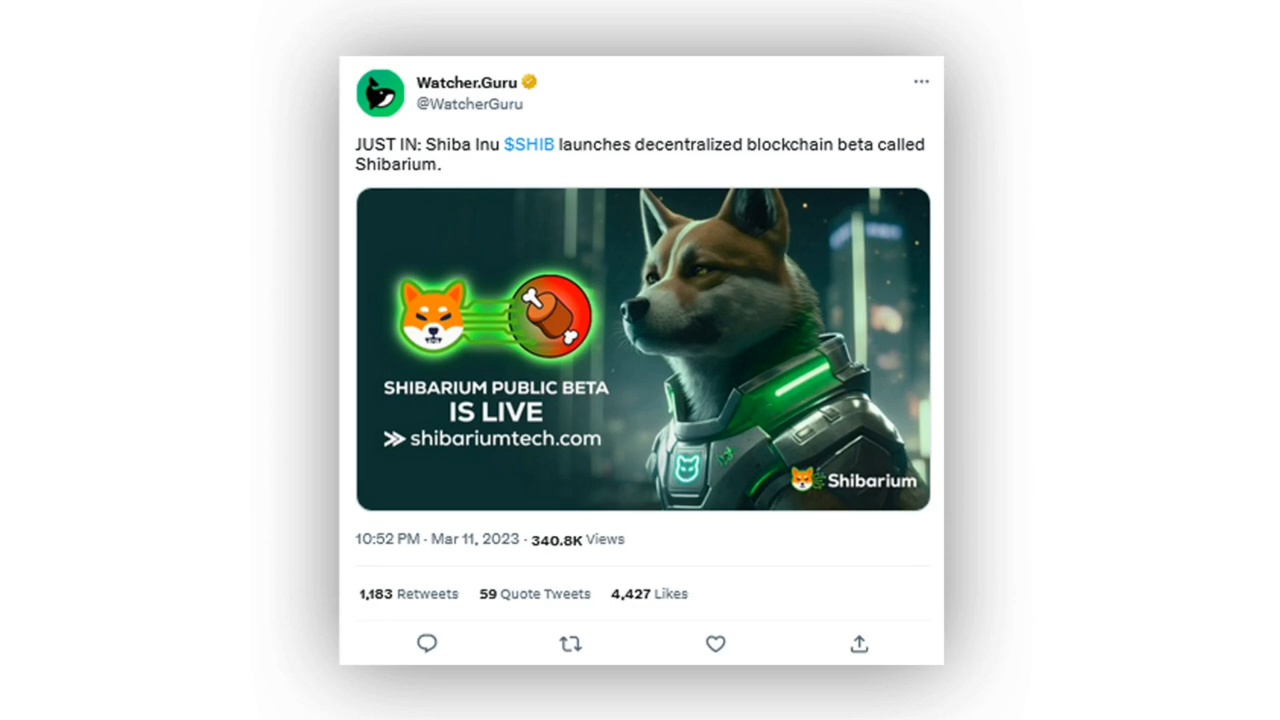 Watcher.Guru
@WatcherGuru
JUST IN: Shiba Inu $SHIB launches decentralized blockchain beta called
Shibarium.
SHIBARIUM PUBLIC BETA
IS LIVE
shibariumtech.com
Shibarium
10:52 PM · Mar 11, 2023 · 340.8K Views
1,183 Retweets 59 Quote Tweets 4,427 Likes